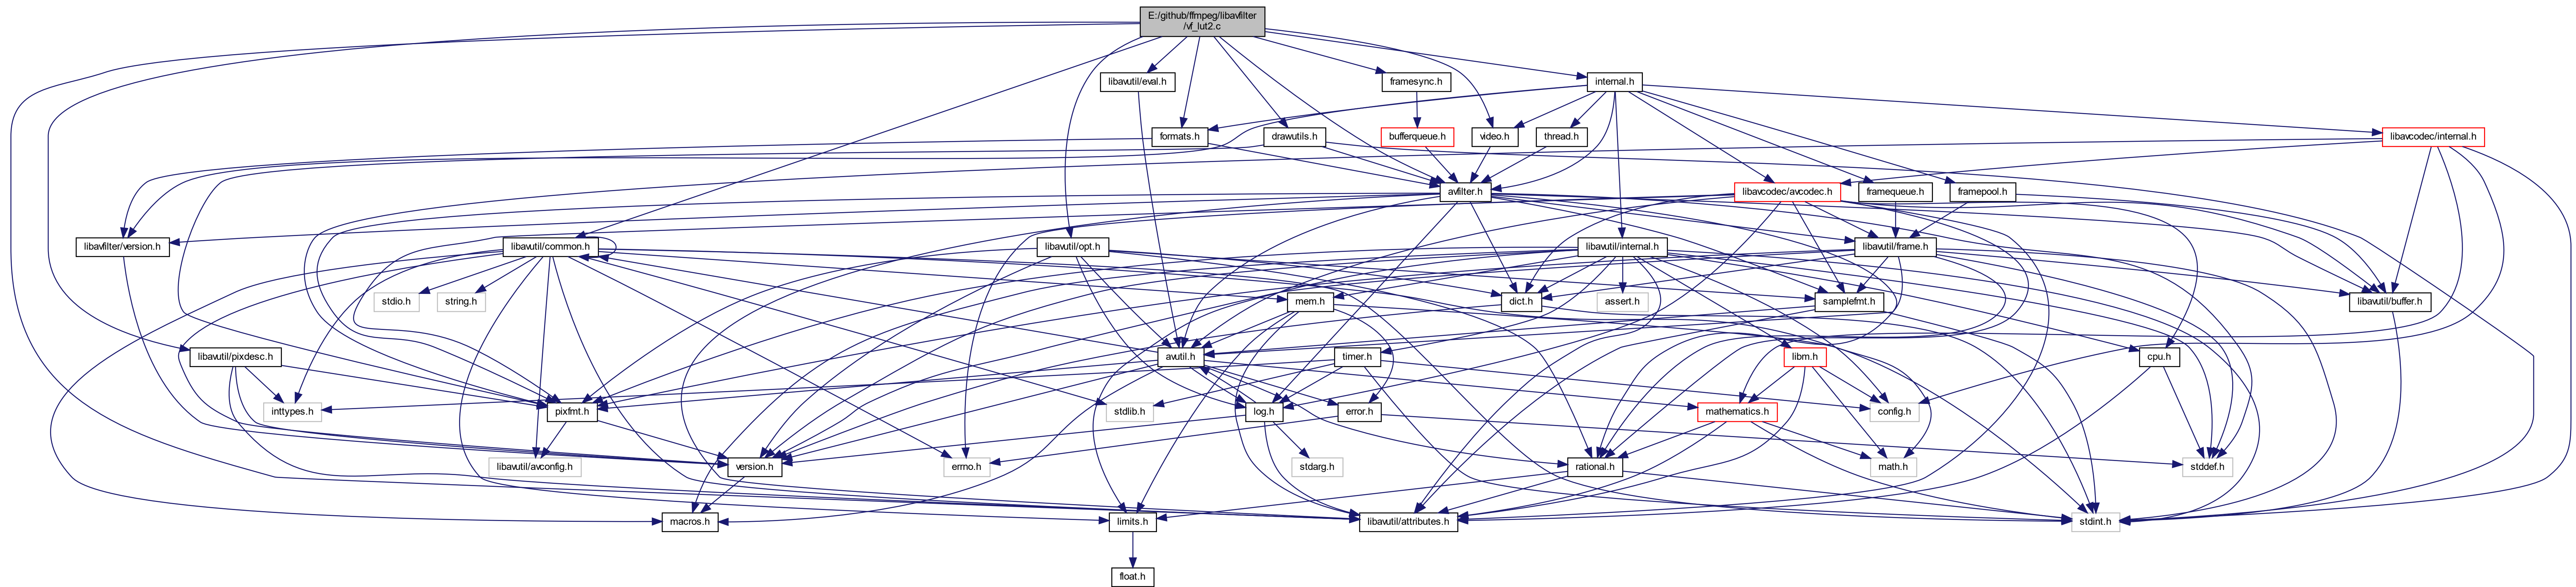 E:/github/ffmpeg/libavfilter
/vf_lut2.c
libavutil/eval.h
framesync.h
internal.h
formats.h
drawutils.h
bufferqueue.h
video.h
thread.h
libavcodec/internal.h
avfilter.h
libavcodec/avcodec.h
framequeue.h
framepool.h
libavfilter/version.h
libavutil/common.h
libavutil/opt.h
libavutil/internal.h
libavutil/frame.h
stdio.h
string.h
mem.h
dict.h
assert.h
samplefmt.h
libavutil/buffer.h
libavutil/pixdesc.h
avutil.h
timer.h
libm.h
cpu.h
inttypes.h
pixfmt.h
stdlib.h
log.h
error.h
mathematics.h
config.h
libavutil/avconfig.h
version.h
errno.h
stdarg.h
rational.h
math.h
stddef.h
macros.h
limits.h
libavutil/attributes.h
stdint.h
float.h